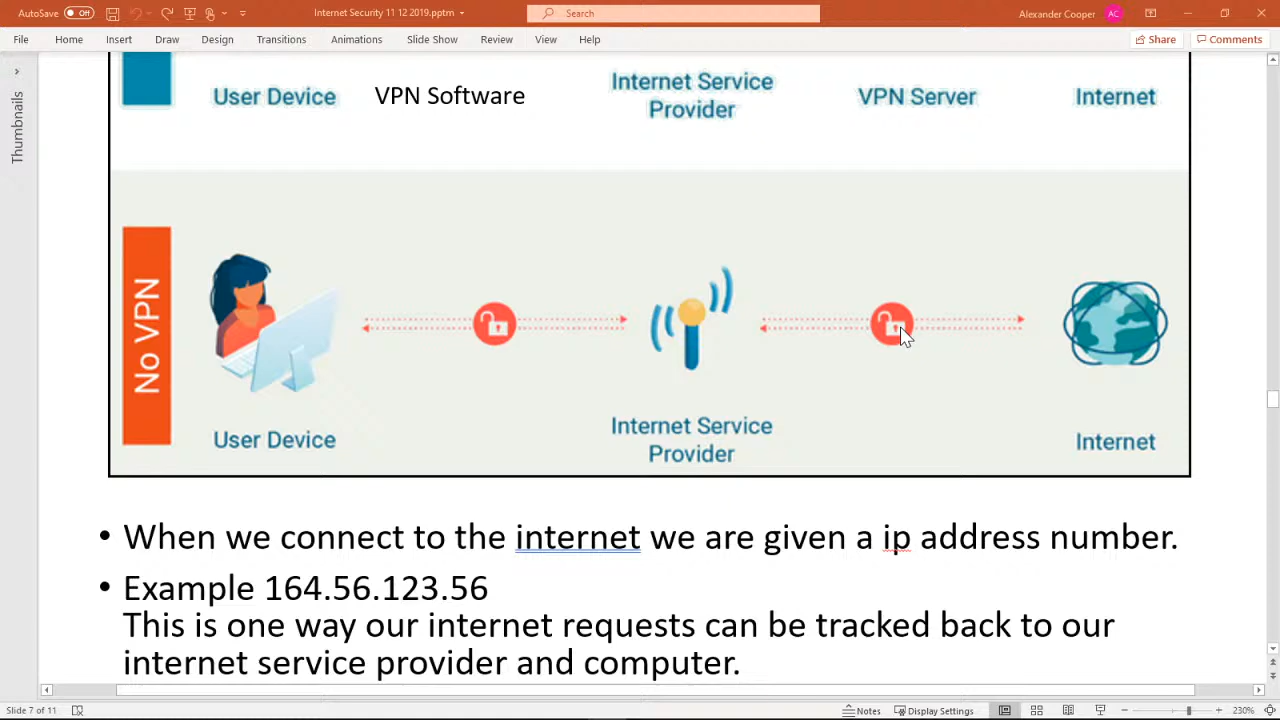 AutoSave Off Internet Security 11 12 2019.pptm Search Alexander Cooper AC
File Home Insert Draw Design Transitions Animations Slide Show Review View Help Share Comments
Thumbnails
User Device VPN Software Internet Service Provider VPN Server Internet
No VPN
User Device Internet Service Provider Internet
• When we connect to the internet we are given a ip address number.
• Example 164.56.123.56
This is one way our internet requests can be tracked back to our
internet service provider and computer.
Slide 7 of 11 Notes Display Settings 230%